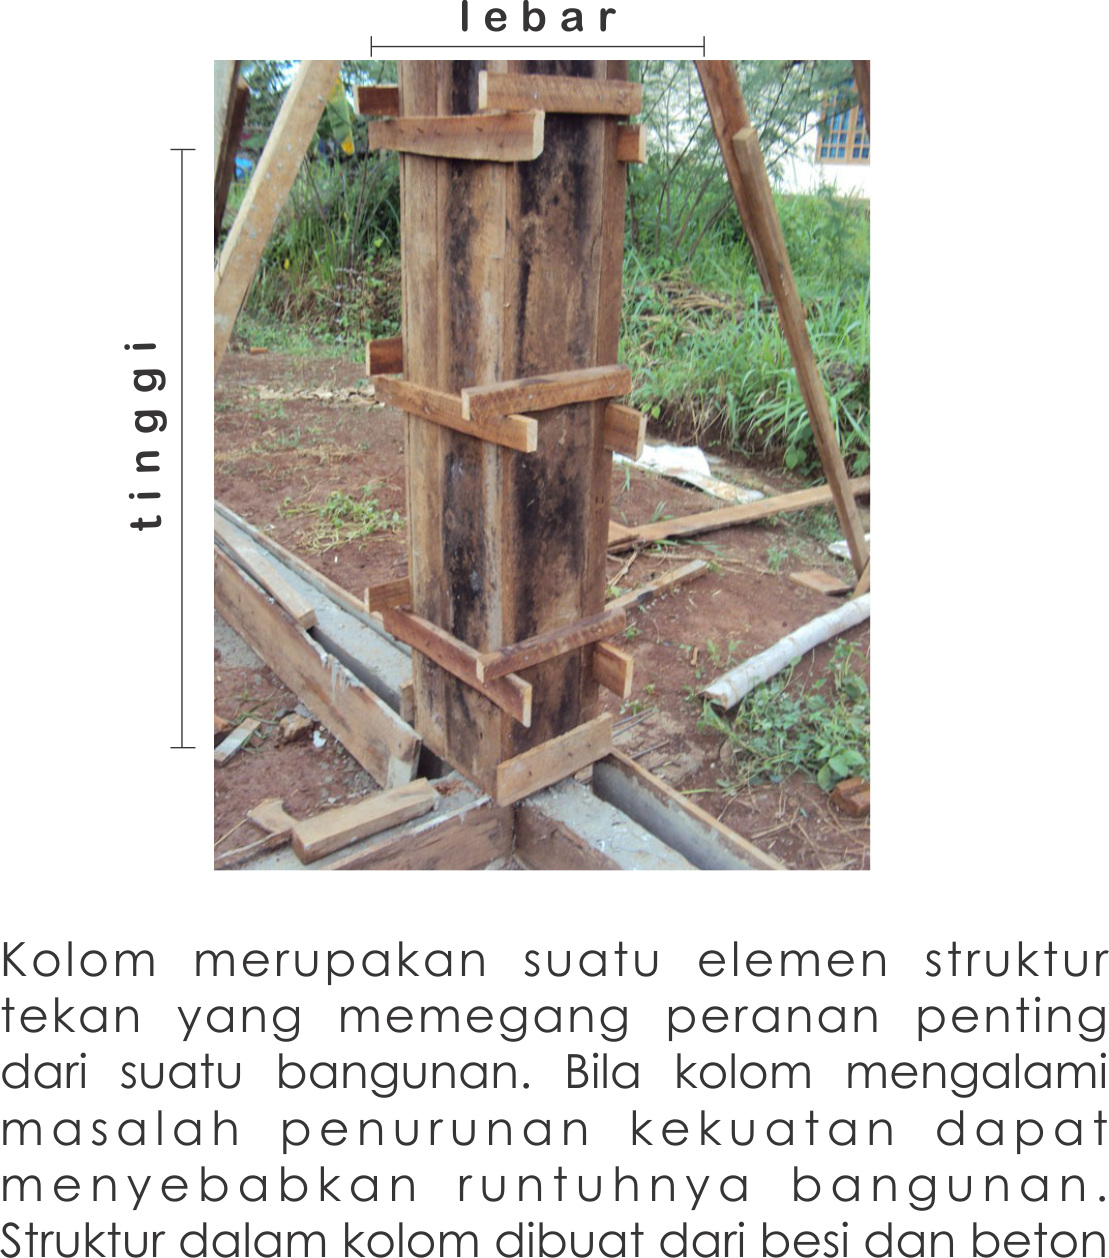 lebar
tinggi
Kolom merupakan suatu elemen struktur
tekan yang memegang peranan penting
dari suatu bangunan. Bila kolom mengalami
masalah penurunan kekuatan dapat
menyebabkan runtuhnya bangunan.
Struktur dalam kolom dibuat dari besi dan beton